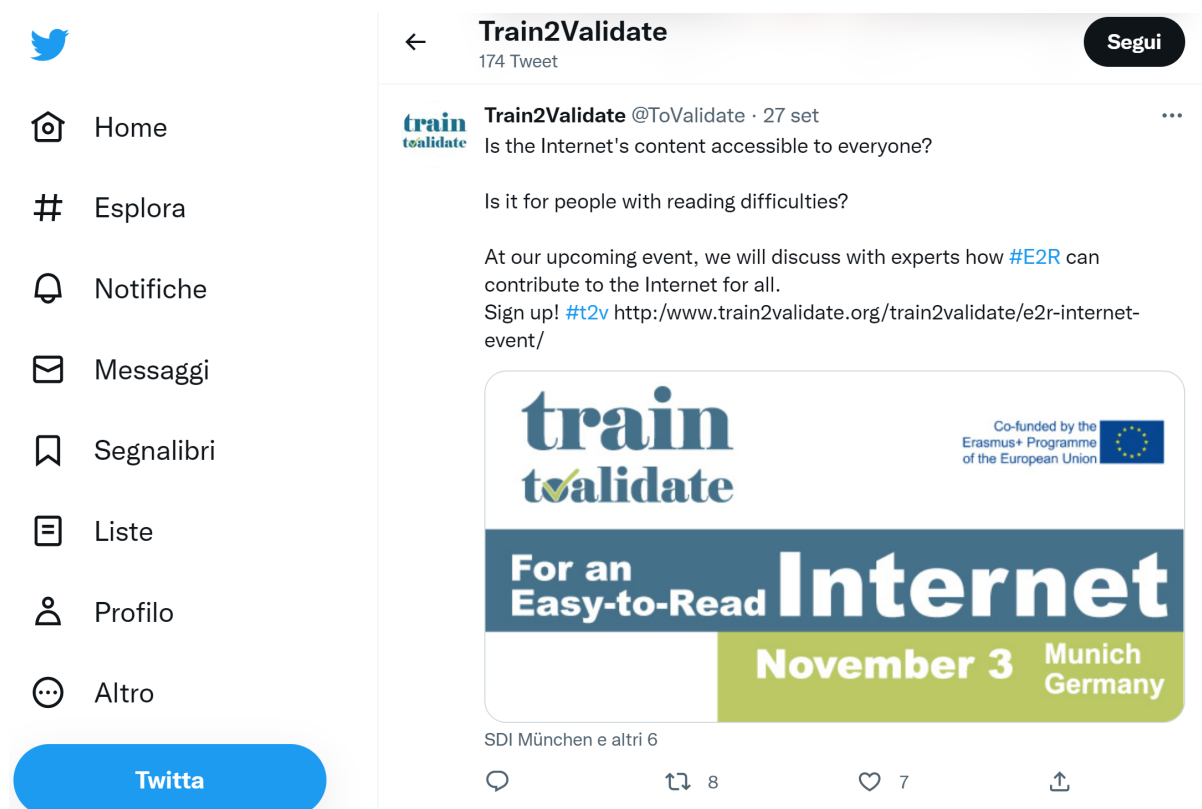 Home
Esplora
Notifiche
Messaggi
Segnalibri
Liste
Profilo
Altro
Twitta
Train2Validate
174 Tweet
Segui
train
to validate
Train2Validate @ToValidate · 27 set
Is the Internet's content accessible to everyone?
Is it for people with reading difficulties?
At our upcoming event, we will discuss with experts how #E2R can
contribute to the Internet for all.
Sign up! #t2v http:/www.train2validate.org/train2validate/e2r-internet-
event/
train
to validate
Co-funded by the
Erasmus+ Programme
of the European Union
For an
Easy-to-Read Internet
November 3
Munich
Germany
SDI München e altri 6
8
7